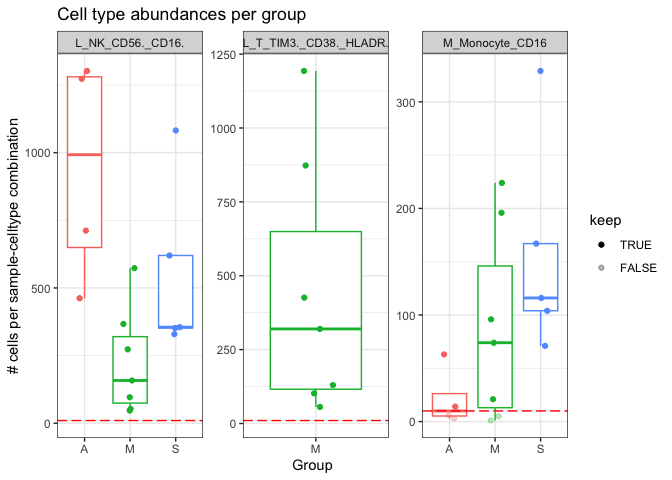 Cell type abundances per group
L_NK_CD56._CD16.
L_T_TIM3._CD38._HLADR.
M_Monocyte_CD16
# cells per sample-celltype combination
1000
500
0
1250
1000
750
500
250
0
300
200
100
0
A M S
M
A M S
Group
keep
TRUE
FALSE